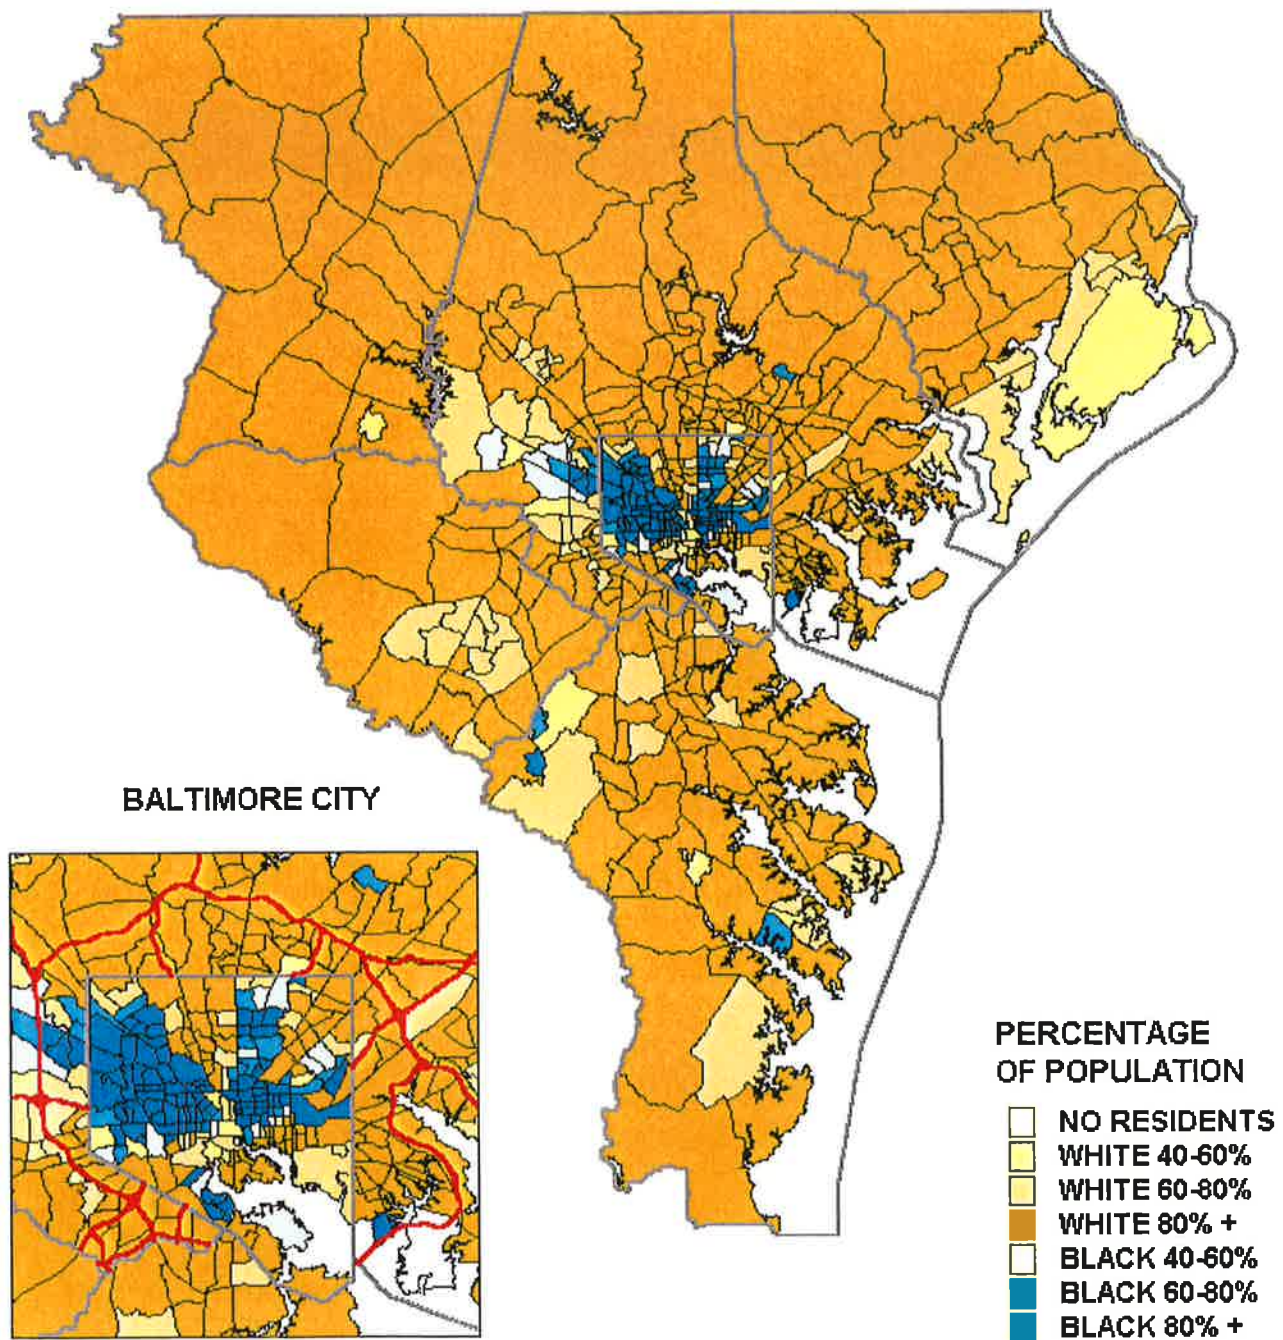 BALTIMORE CITY
PERCENTAGE
OF POPULATION
NO RESIDENTS
WHITE 40-60%
WHITE 60-80%
WHITE 80% +
BLACK 40-60%
BLACK 60-80%
BLACK 80% +